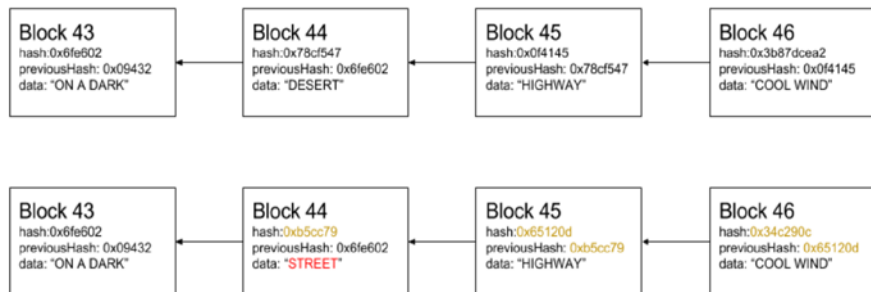 Block 43
hash:0x6fe602
previousHash: 0x09432
data: “ON A DARK”
Block 44
hash:0x78cf547
previousHash: 0x6fe602
data: “DESERT”
Block 45
hash:0x0f4145
previousHash: 0x78cf547
data: “HIGHWAY”
Block 46
hash:0x3b87dcea2
previousHash: 0x0f4145
data: “COOL WIND”
Block 43
hash:0x6fe602
previousHash: 0x09432
data: “ON A DARK”
Block 44
hash:0xb5cc79
previousHash: 0x6fe602
data: “STREET”
Block 45
hash:0x65120d
previousHash: 0xb5cc79
data: “HIGHWAY”
Block 46
hash:0x34c290c
previousHash: 0x65120d
data: “COOL WIND”